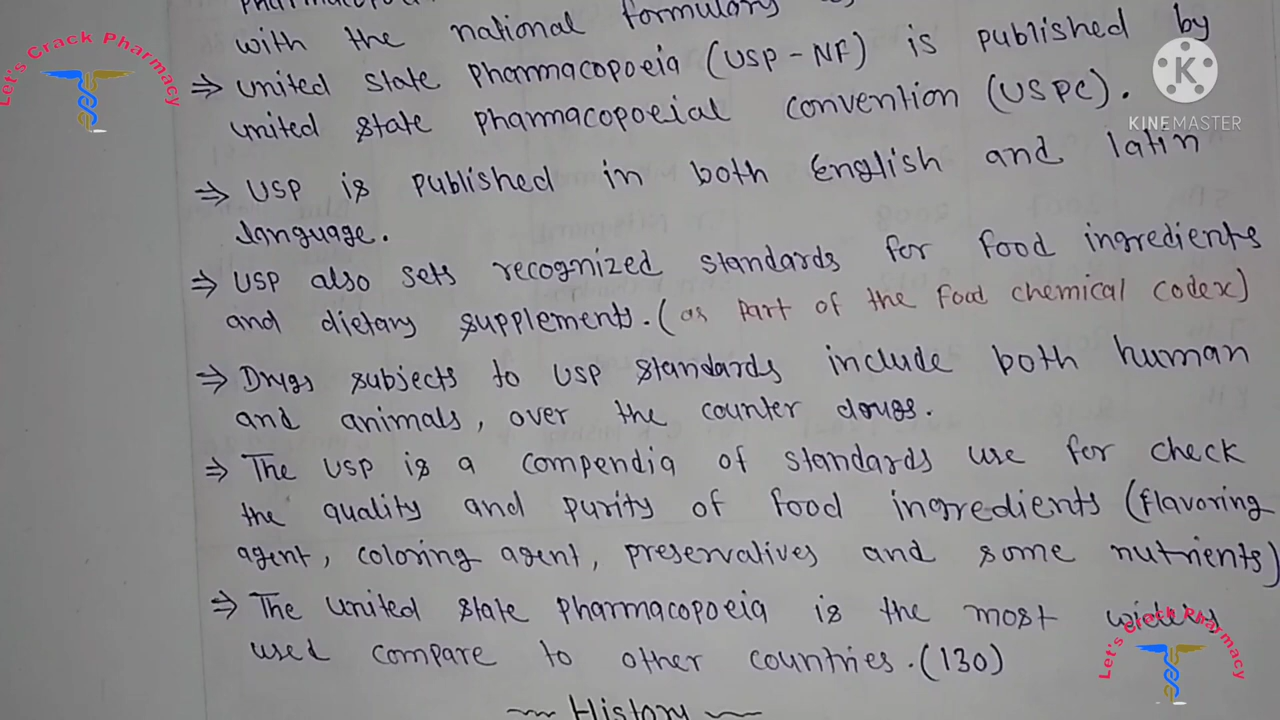 with the national formulary
⇒ united state pharmacopoeia (USP-NF) is published by
united state pharmacopoeial convention (USPC).
⇒ USP is published in both English and latin
language.
⇒ USP also sets recognized standards for food ingredients
and dietary supplements. (as part of the food chemical codex)
⇒ Drugs subjects to USP standards include both human
and animals, over the counter drugs.
⇒ The USP is a compendia of standards use for check
the quality and purity of food ingredients (flavoring
agent, coloring agent, preservatives and some nutrients)
⇒ The united state pharmacopoeia is the most widely
used compare to other countries. (130)
History
Let's Crack Pharmacy
K
KINEMASTER
Let's Crack Pharmacy